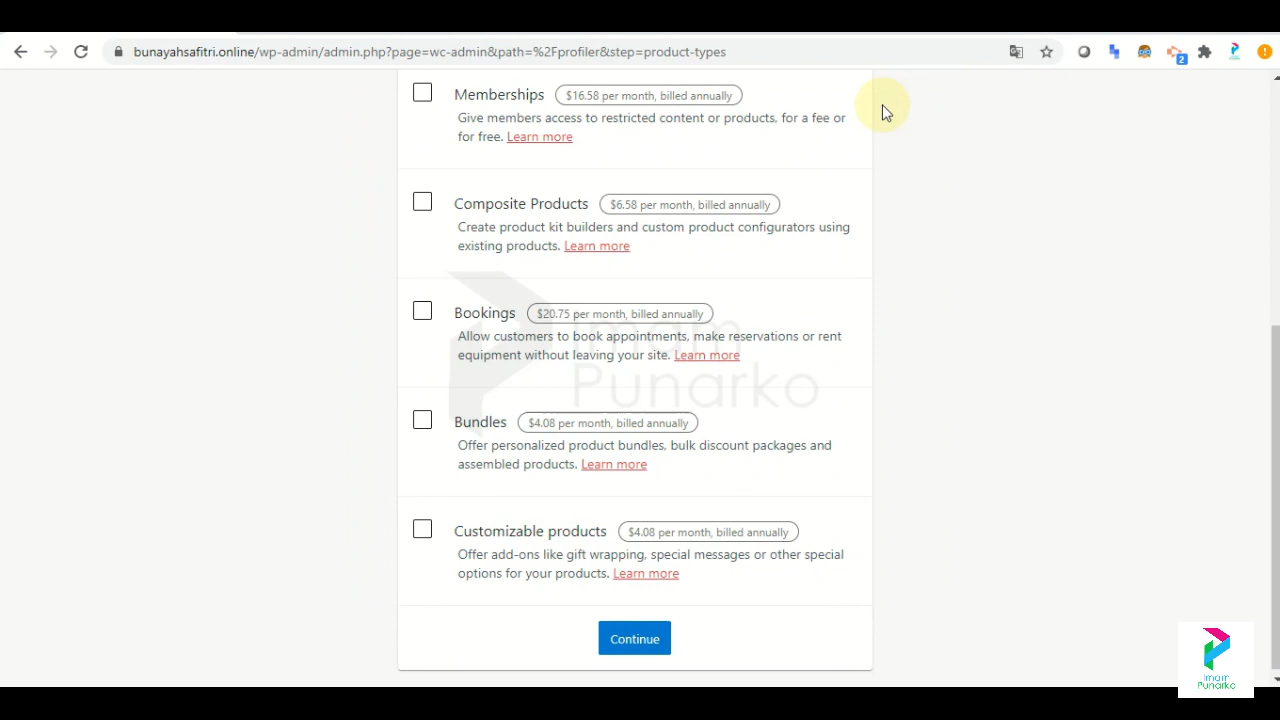 bunayahsafitri.online/wp-admin/admin.php?page=wc-admin&path=%2Fprofiler&step=product-types
2
Memberships $16.58 per month, billed annually
Give members access to restricted content or products, for a fee or
for free. Learn more
Composite Products $6.58 per month, billed annually
Create product kit builders and custom product configurators using
existing products. Learn more
Bookings $20.75 per month, billed annually
Allow customers to book appointments, make reservations or rent
equipment without leaving your site. Learn more
Imam
Punarko
Bundles $4.08 per month, billed annually
Offer personalized product bundles, bulk discount packages and
assembled products. Learn more
Customizable products $4.08 per month, billed annually
Offer add-ons like gift wrapping, special messages or other special
options for your products. Learn more
Continue
Imam
Punarko